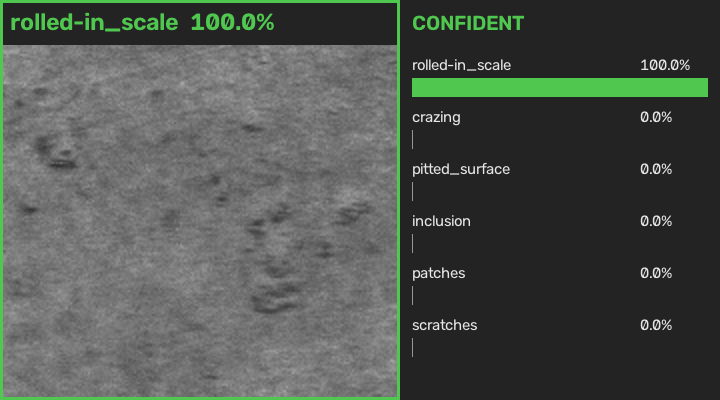 rolled-in_scale 100.0%
CONFIDENT
rolled-in_scale 100.0%
crazing 0.0%
pitted_surface 0.0%
inclusion 0.0%
patches 0.0%
scratches 0.0%